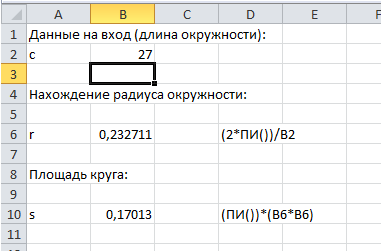 A B C D E F
1 Данные на вход (длина окружности):
2 c 27
3
4 Нахождение радиуса окружности:
5
6 r 0,232711 (2*ПИ())/B2
7
8 Площадь круга:
9
10 s 0,17013 (ПИ())*(B6*B6)
11